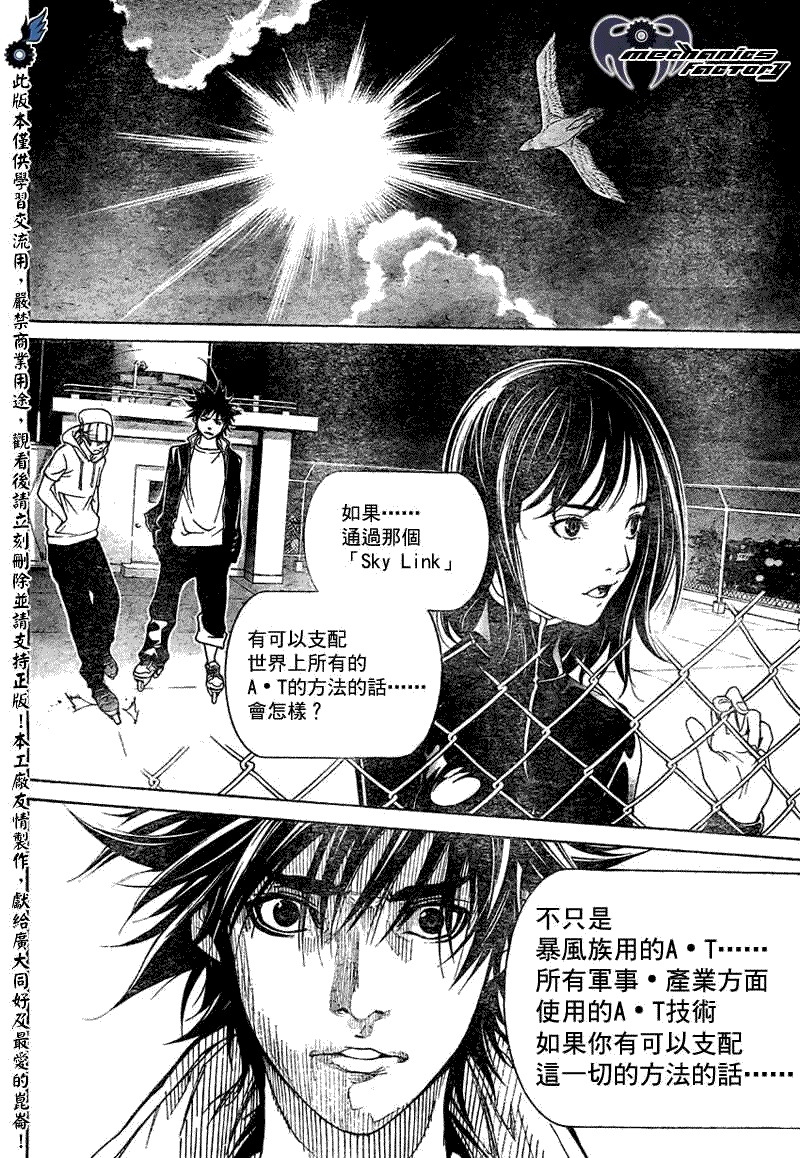 mechanics
factory
此版本僅供學習交流用，嚴禁商業用途，觀看後請立刻刪除並請支持正版！本工廠友情製作，獻給廣大同好及最愛的崑崙！
如果……
通過那個
「Sky Link」
有可以支配
世界上所有的
A·T的方法的話……
會怎樣？
不只是
暴風族用的A·T……
所有軍事·產業方面
使用的A·T技術
如果你有可以支配
這一切的方法的話……